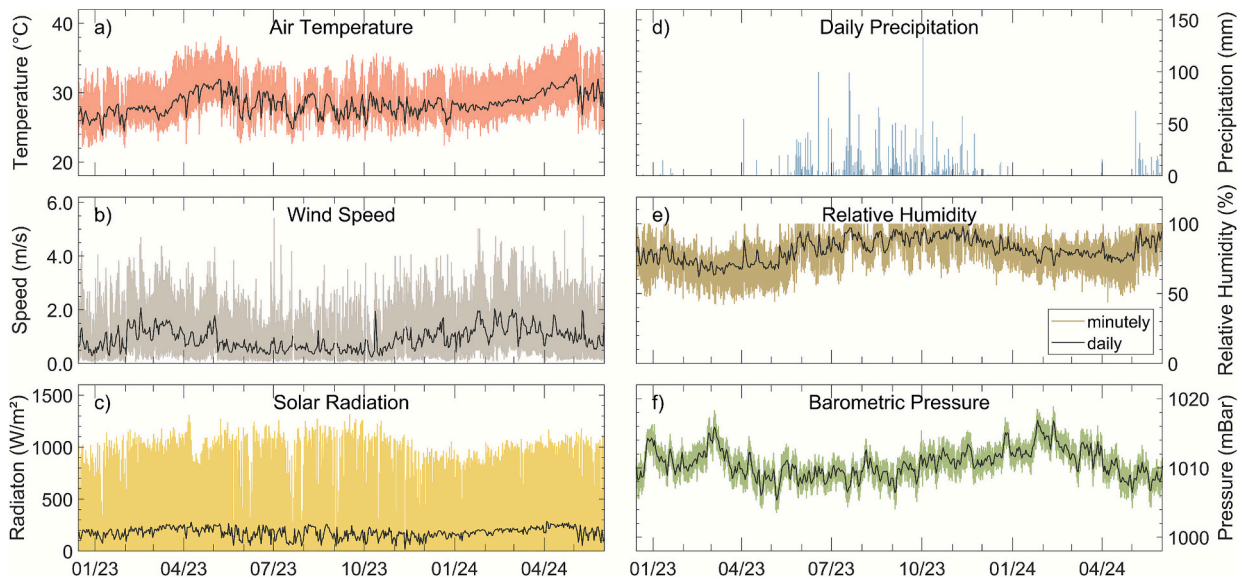 a) Air Temperature
Temperature (°C)
40
30
20
b) Wind Speed
Speed (m/s)
6.0
4.0
2.0
0.0
c) Solar Radiation
Radiaton (W/m²)
1500
1000
500
0
01/23 04/23 07/23 10/23 01/24 04/24
d) Daily Precipitation
Precipitation (mm)
150
100
50
0
e) Relative Humidity
Relative Humidity (%)
100
50
0
minutely
daily
f) Barometric Pressure
Pressure (mBar)
1020
1010
1000
01/23 04/23 07/23 10/23 01/24 04/24